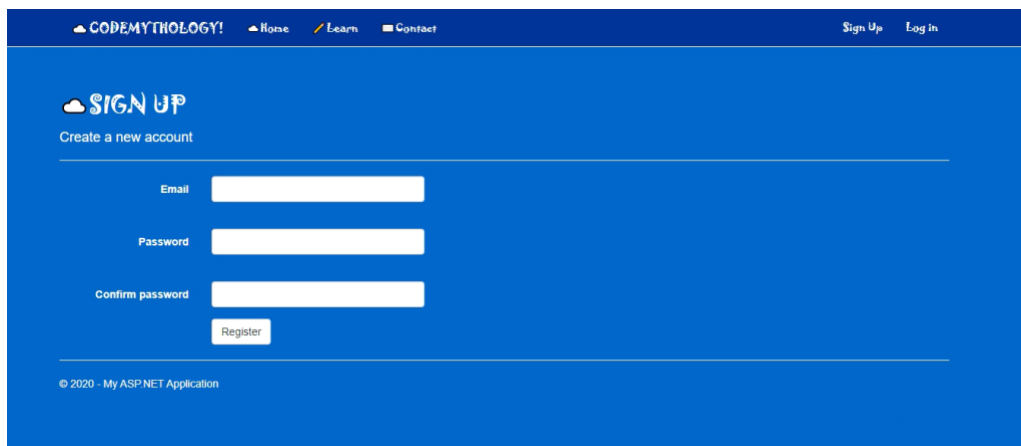 CODEMYTHOLOGY! Home Learn Contact Sign Up Log in
SIGN UP
Create a new account
Email
Password
Confirm password
Register
© 2020 - My ASP.NET Application